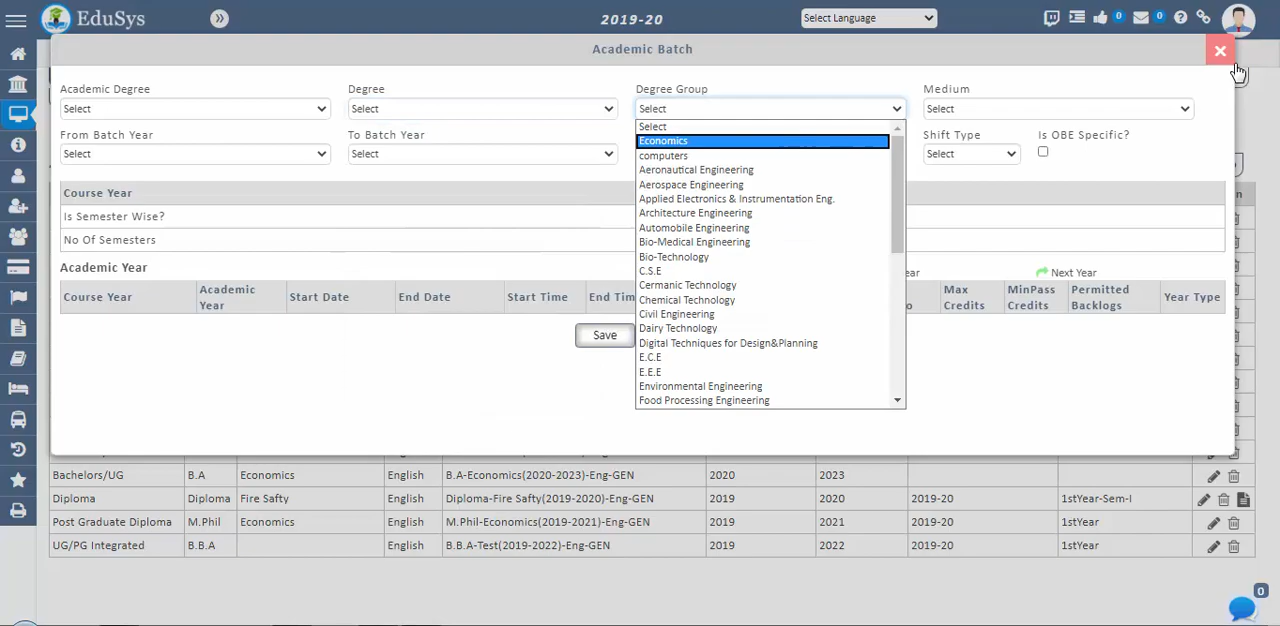 EduSys
2019-20
Select Language
0
0
Academic Batch
Academic Degree
Degree
Degree Group
Medium
Select
Select
Select
Select
From Batch Year
To Batch Year
Shift Type
Is OBE Specific?
Select
Select
Select
Select
Economics
computers
Aeronautical Engineering
Aerospace Engineering
Applied Electronics & Instrumentation Eng.
Architecture Engineering
Automobile Engineering
Bio-Medical Engineering
Bio-Technology
C.S.E
Cermanic Technology
Chemical Technology
Civil Engineering
Dairy Technology
Digital Techniques for Design&Planning
E.C.E
E.E.E
Environmental Engineering
Food Processing Engineering
Course Year
Is Semester Wise?
No Of Semesters
Academic Year
ear
Next Year
Course Year
Academic Year
Start Date
End Date
Start Time
End Tim
o
Max Credits
MinPass Credits
Permitted Backlogs
Year Type
Save
Bachelors/UG B.A Economics English B.A-Economics(2020-2023)-Eng-GEN 2020 2023
Diploma Diploma Fire Safty English Diploma-Fire Safty(2019-2020)-Eng-GEN 2019 2020 2019-20 1stYear-Sem-I
Post Graduate Diploma M.Phil Economics English M.Phil-Economics(2019-2021)-Eng-GEN 2019 2021 2019-20 1stYear
UG/PG Integrated B.B.A English B.B.A-Test(2019-2022)-Eng-GEN 2019 2022 2019-20 1stYear
0